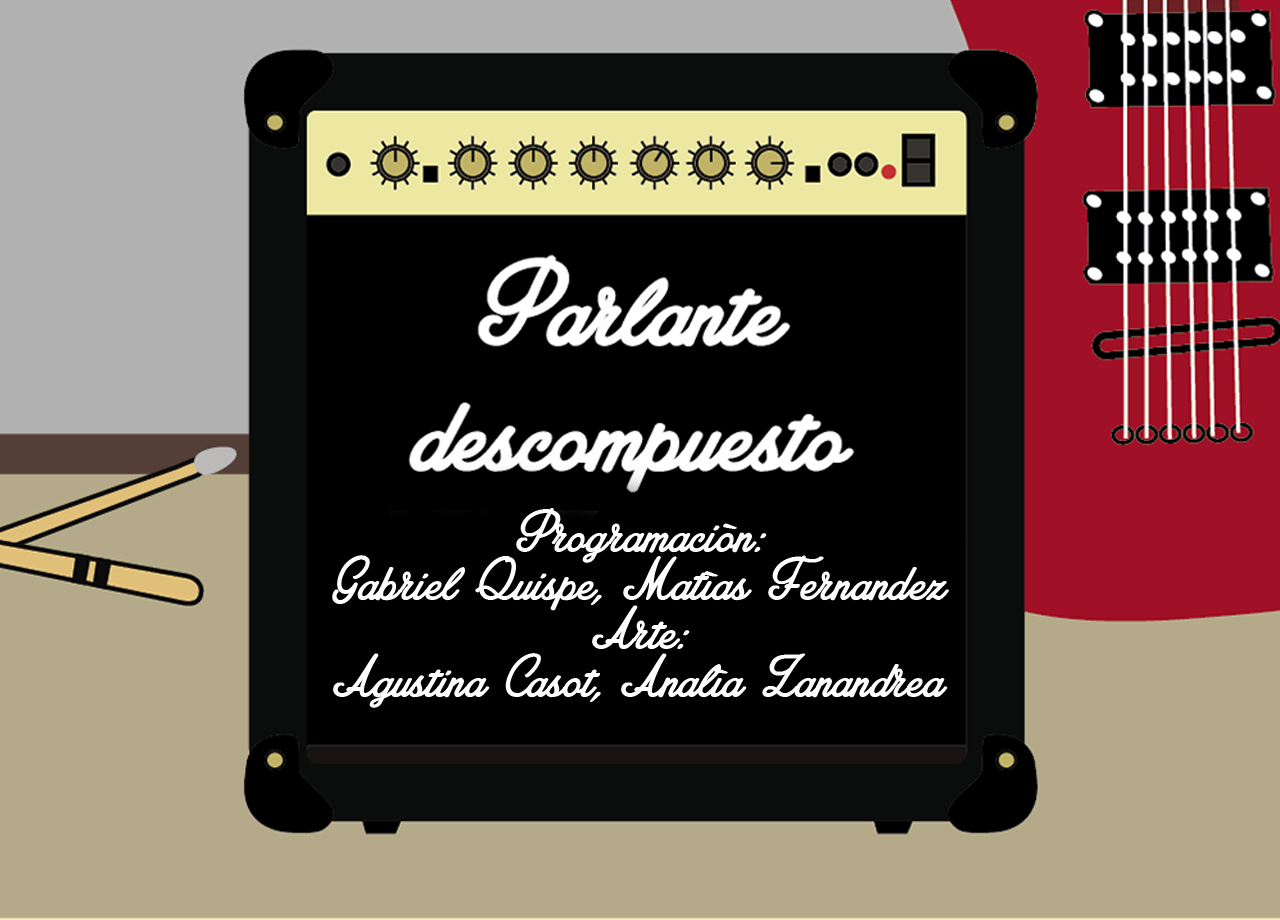 Parlante
descompuesto
Programaciòn:
Gabriel Quispe, Matìas Fernandez
Arte:
Agustina Casot, Analìa Zanandrea